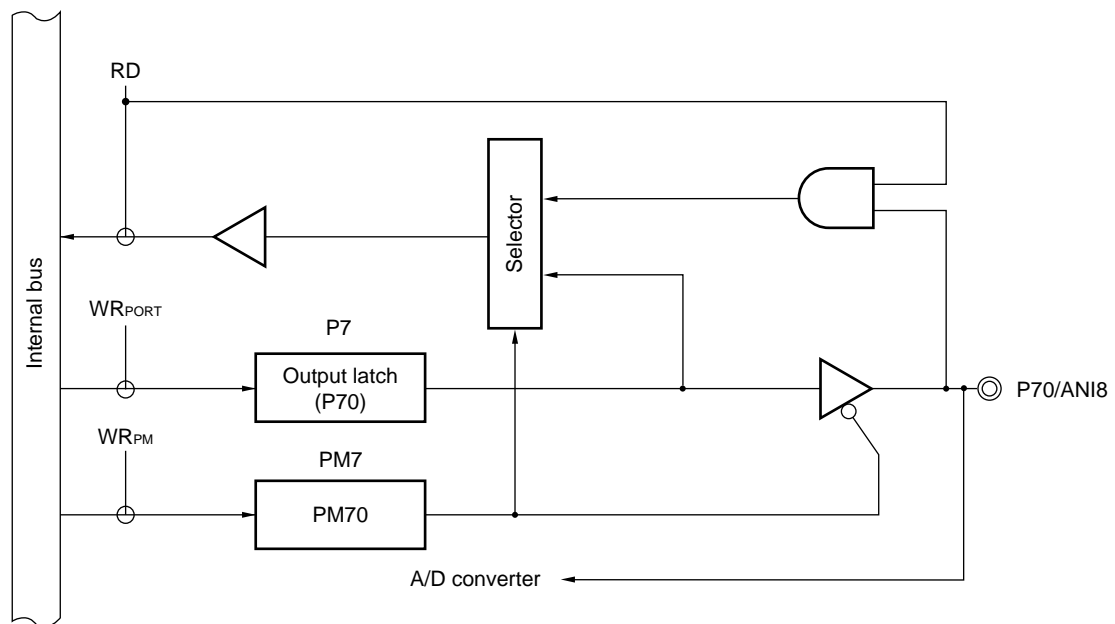 RD
Selector
Internal bus
WRPORT
P7
Output latch
(P70)
P70/ANI8
WRPM
PM7
PM70
A/D converter